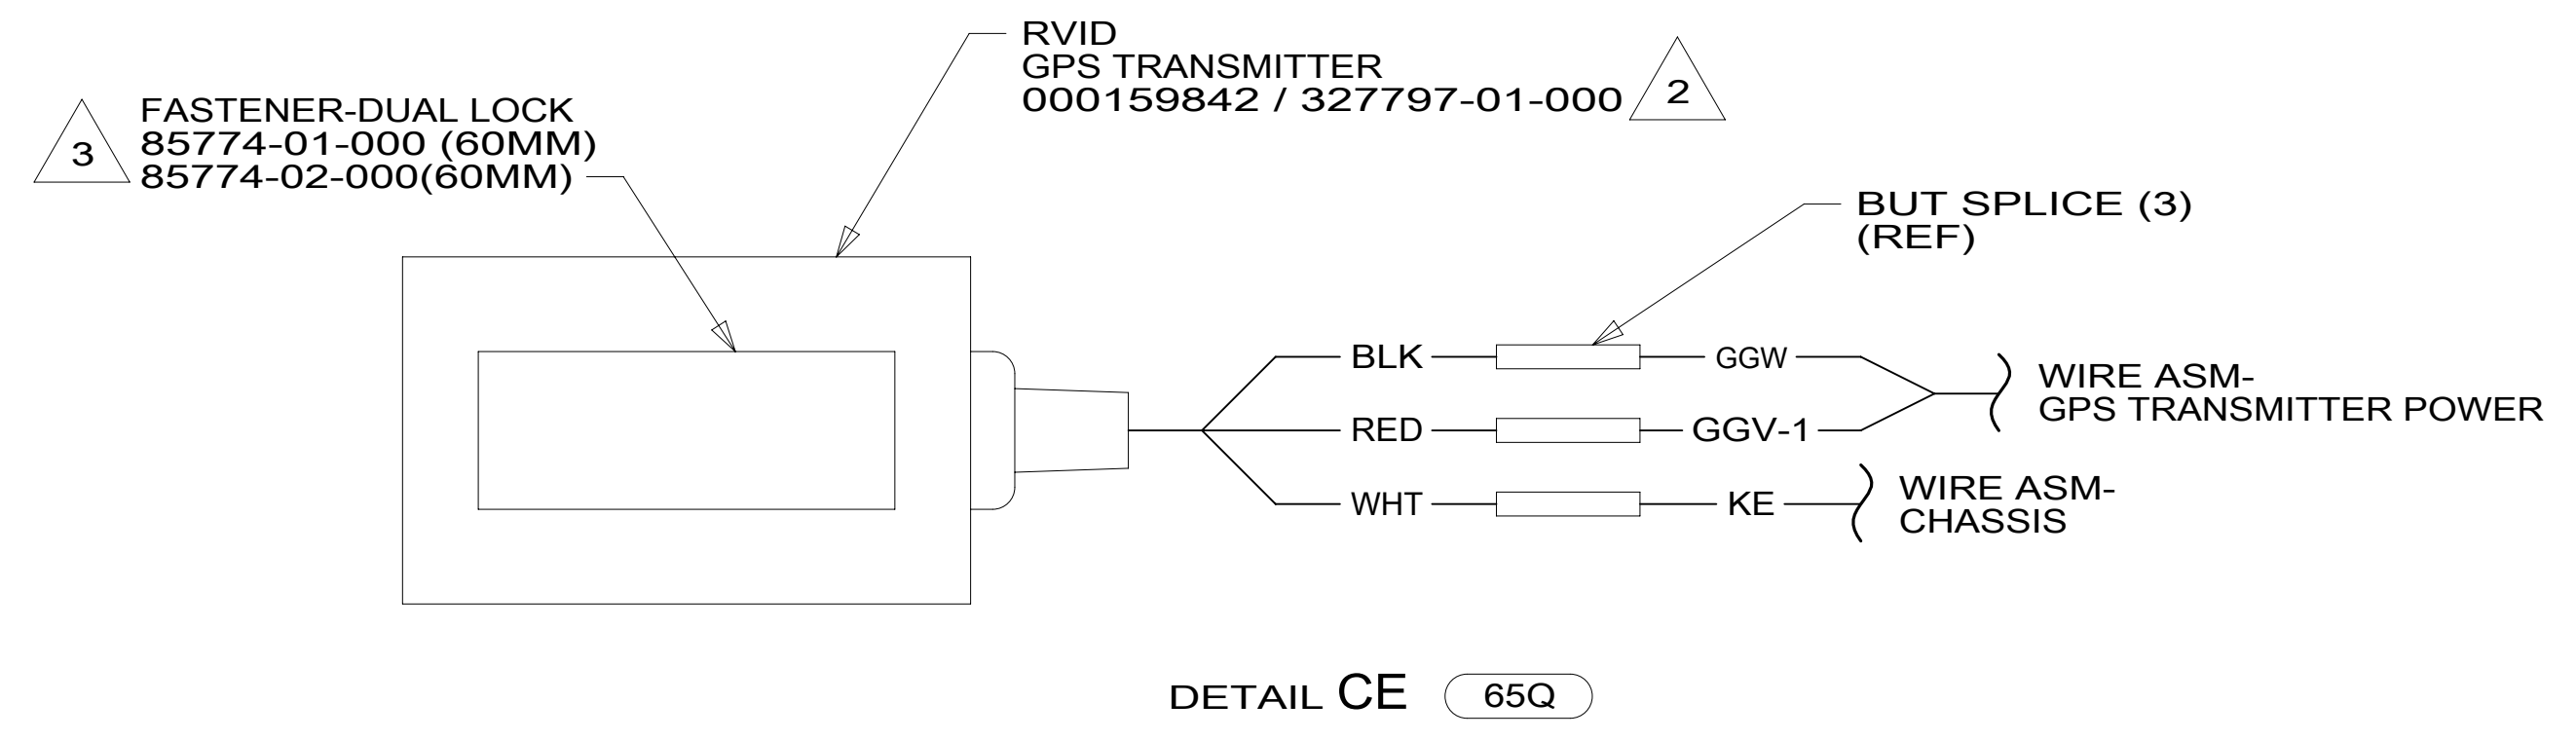 RVID
GPS TRANSMITTER
000159842 / 327797-01-000
2
3
FASTENER-DUAL LOCK
85774-01-000 (60MM)
85774-02-000(60MM)
BUT SPLICE (3)
(REF)
BLK
GGW
RED
GGV-1
WHT
KE
WIRE ASM-
GPS TRANSMITTER POWER
WIRE ASM-
CHASSIS
DETAIL CE 65Q